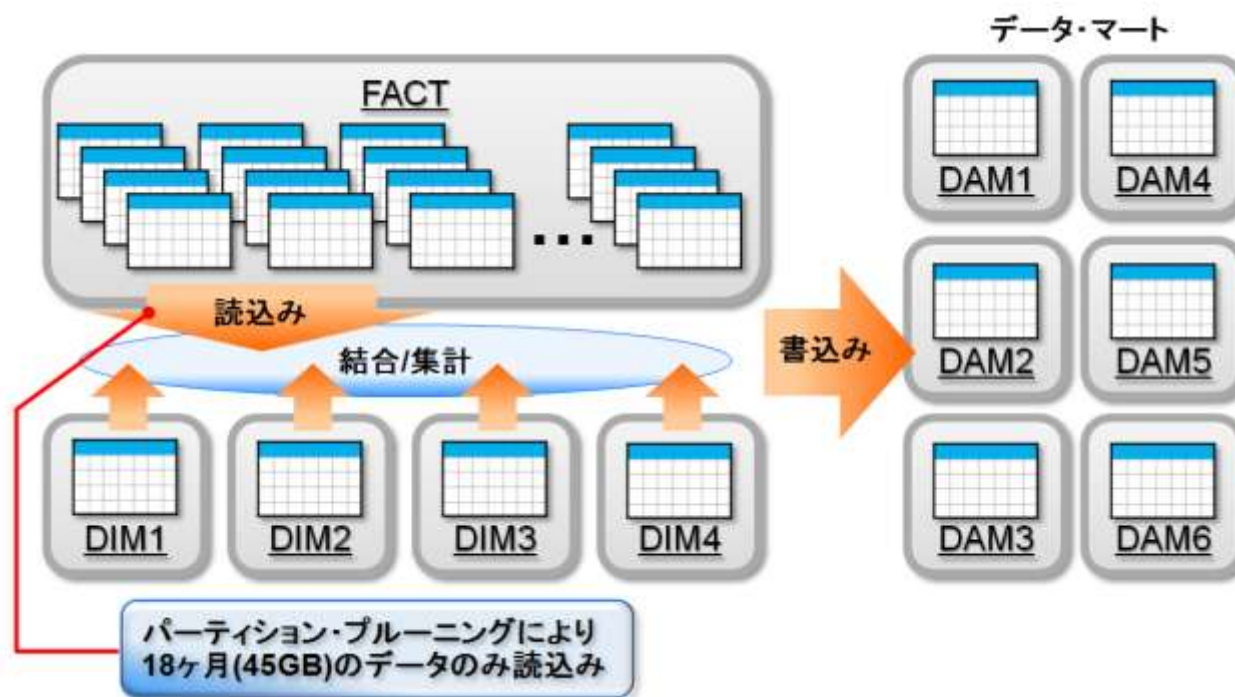 データ・マート
FACT
DAM1
DAM4
...
読込み
結合/集計
書込み
DAM2
DAM5
DIM1
DIM2
DIM3
DIM4
DAM3
DAM6
パーティション・プルーニングにより
18ヶ月(45GB)のデータのみ読込み